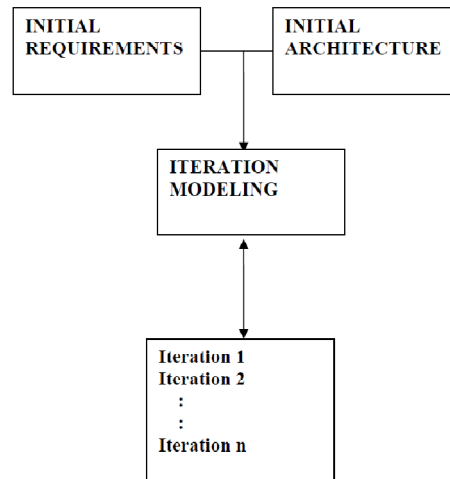 INITIAL
REQUIREMENTS
INITIAL
ARCHITECTURE
ITERATION
MODELING
Iteration 1
Iteration 2
:
:
Iteration n